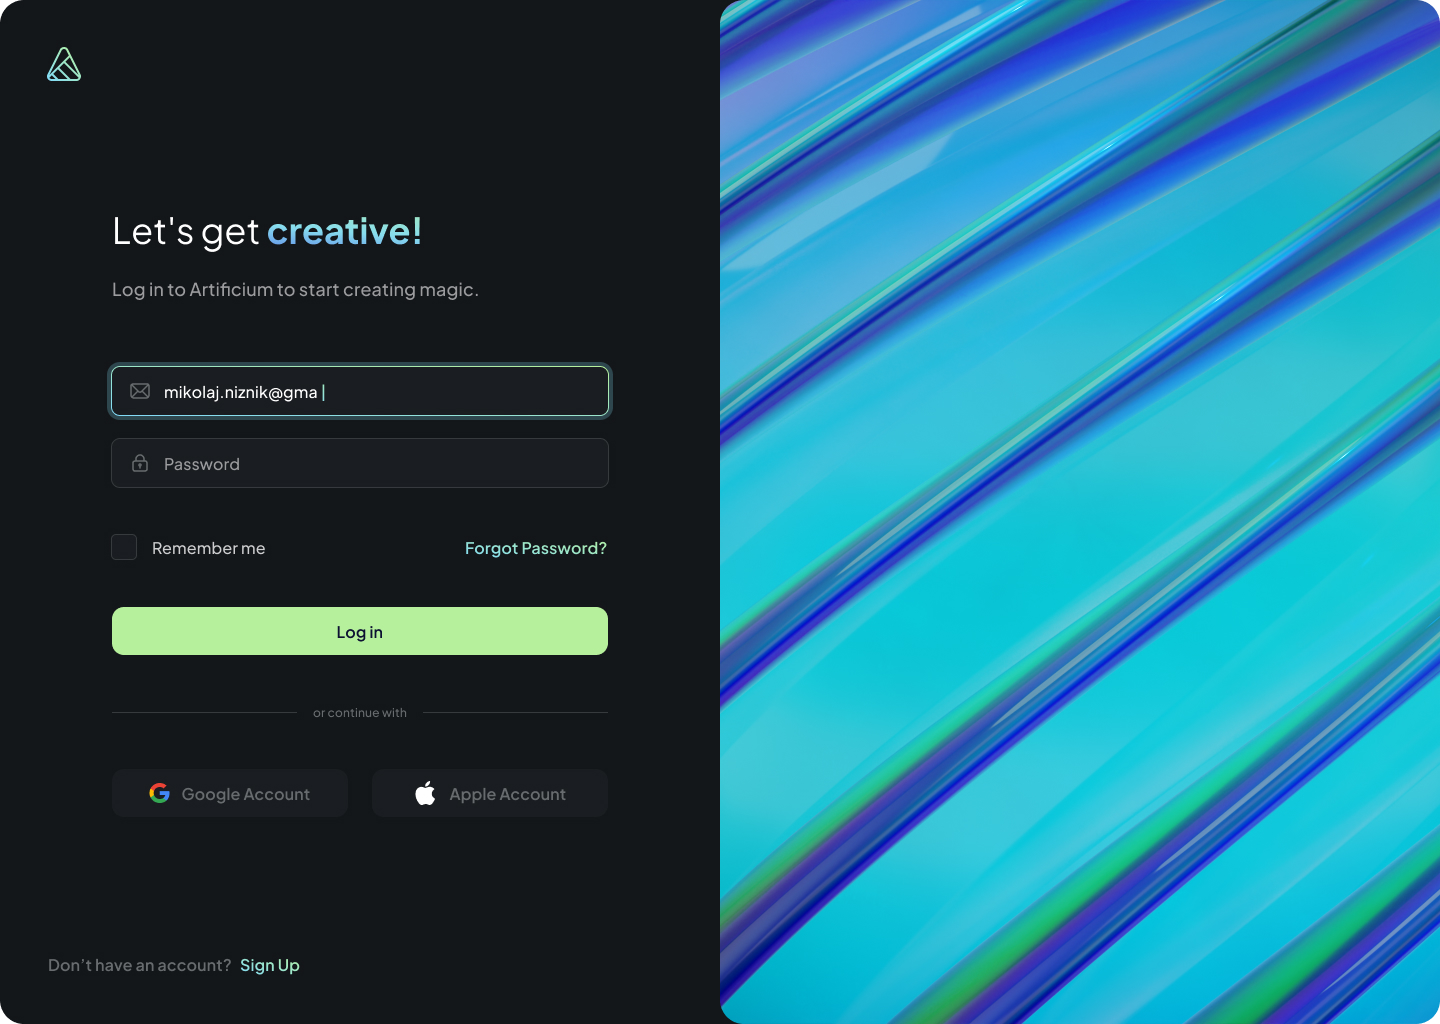 Let's get creative!
Log in to Artificium to start creating magic.
mikolaj.niznik@gma
Password
Remember me
Forgot Password?
Log in
or continue with
Google Account
Apple Account
Don’t have an account? Sign Up